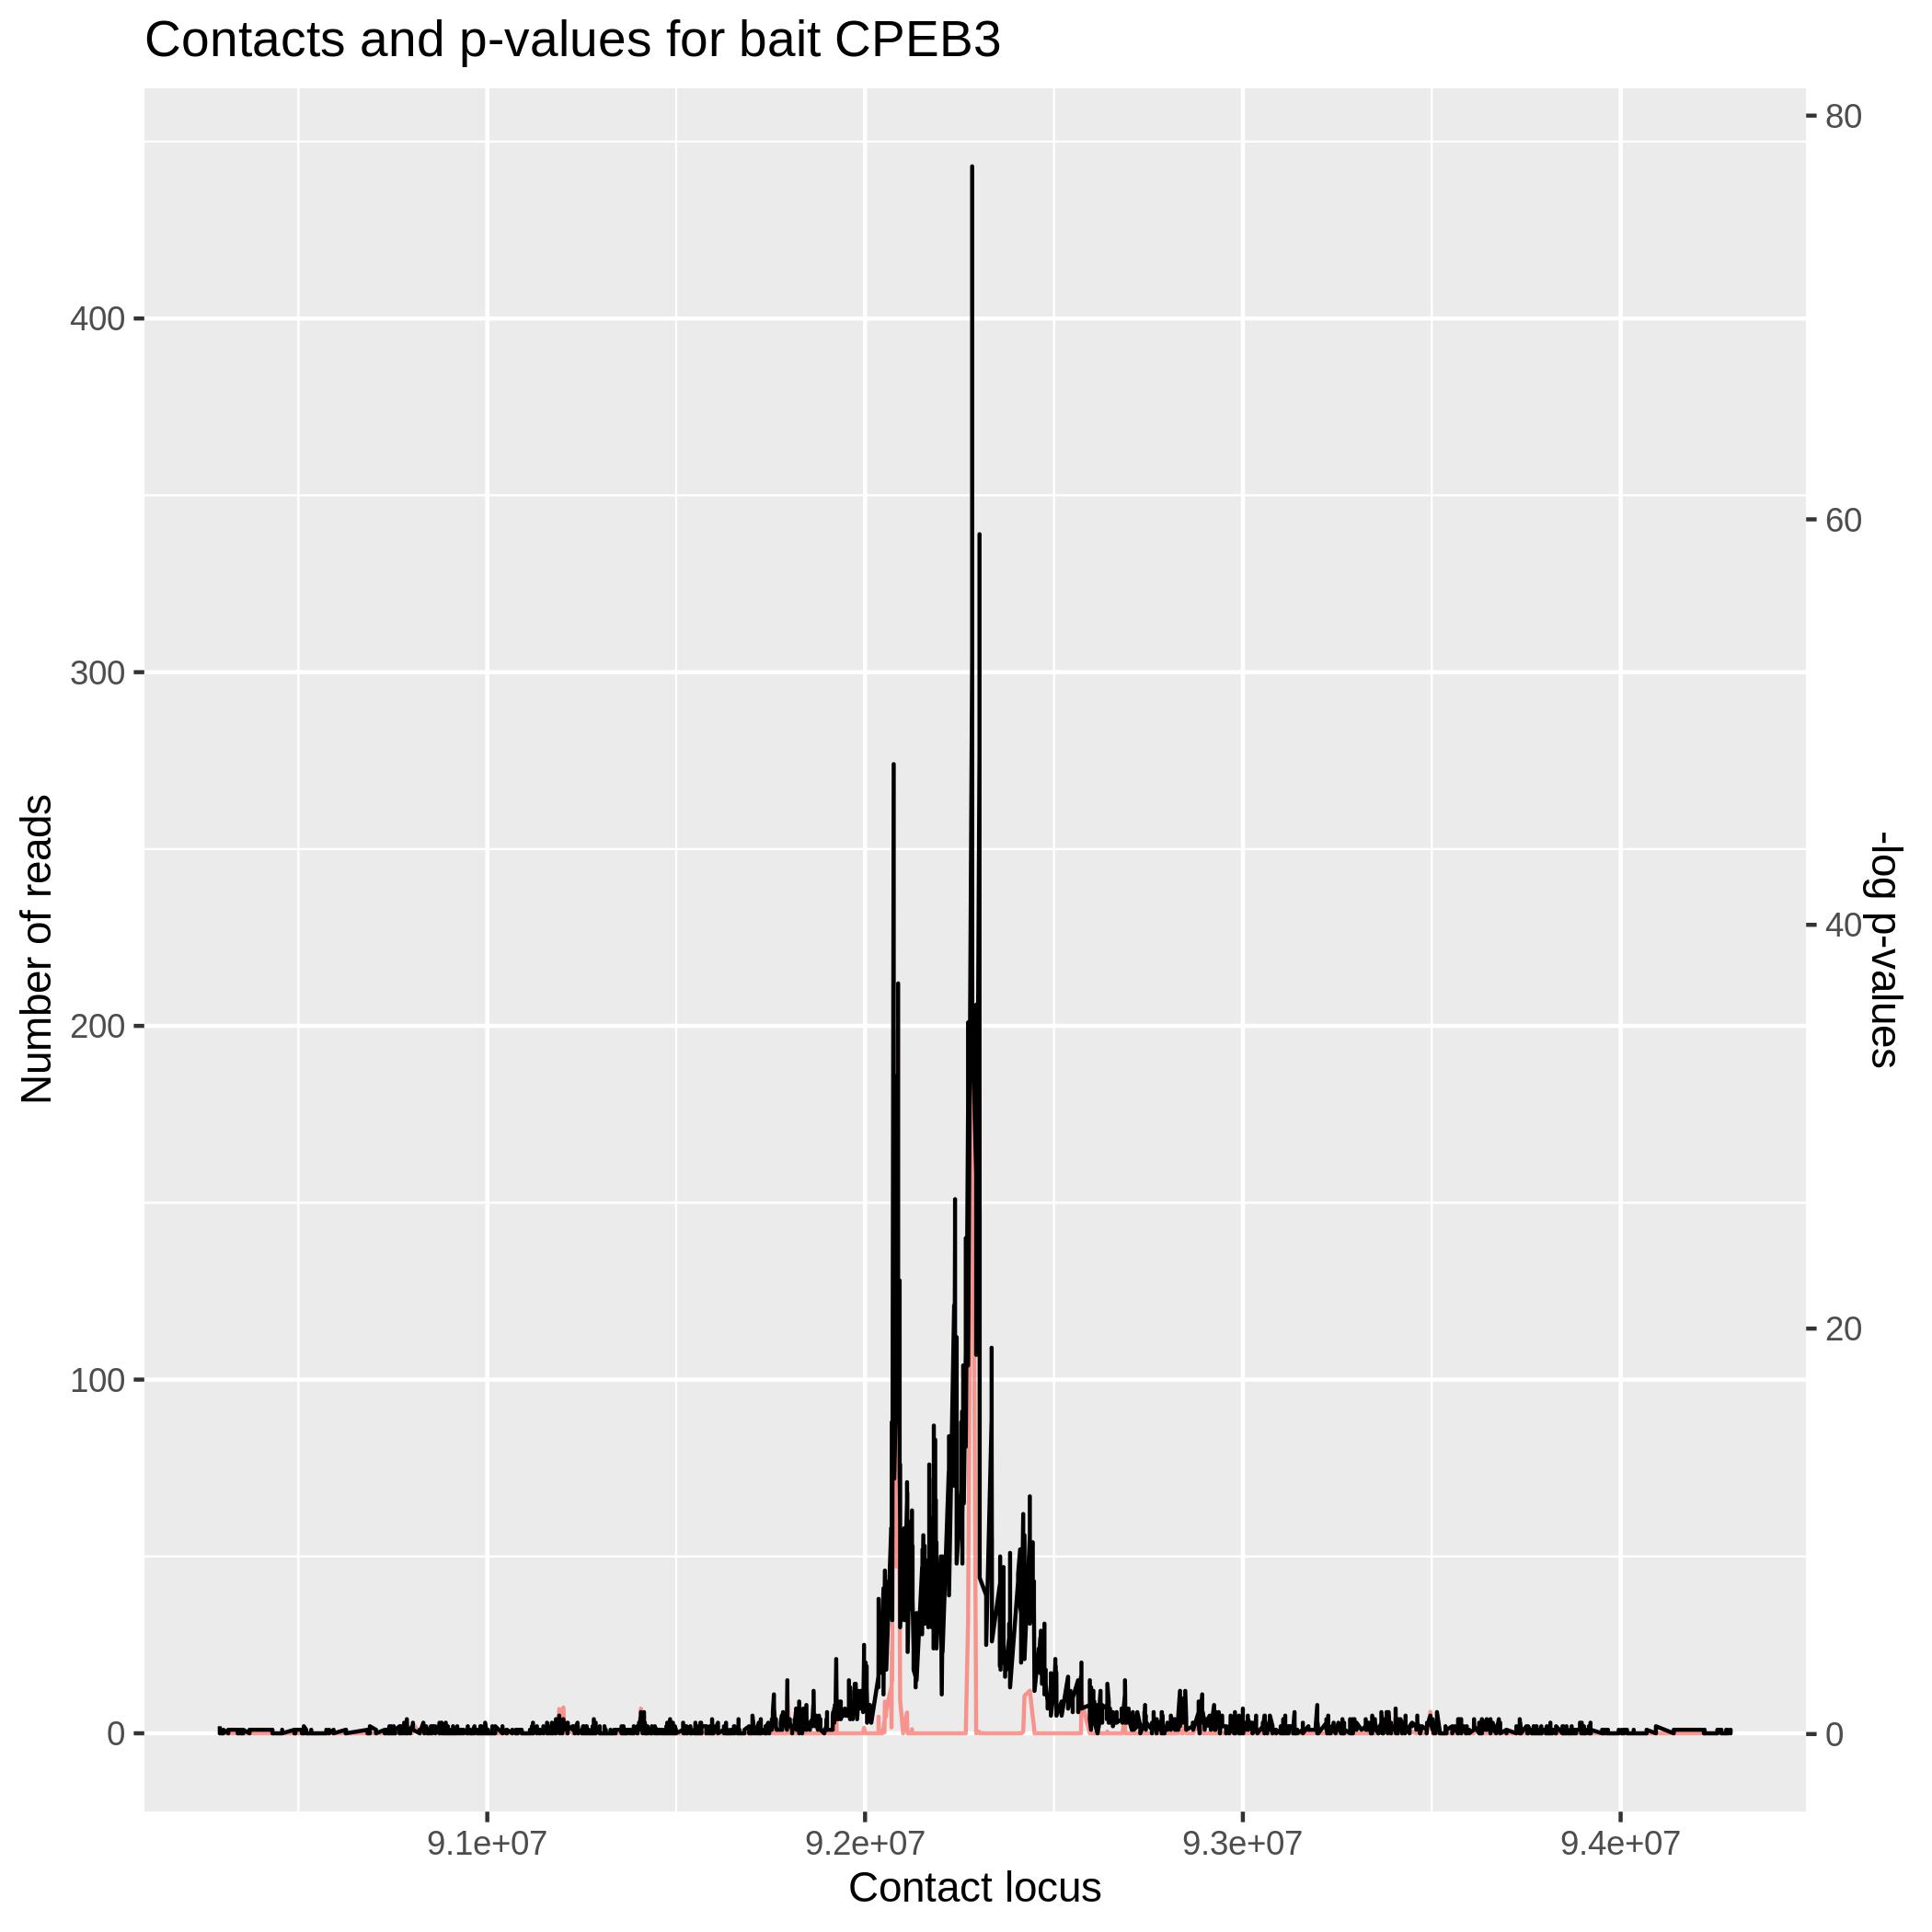 Contacts and p-values for bait CPEB3
Number of reads
400
300
200
100
0
80
60
40
20
0
-log p-values
9.1e+07
9.2e+07
9.3e+07
9.4e+07
Contact locus